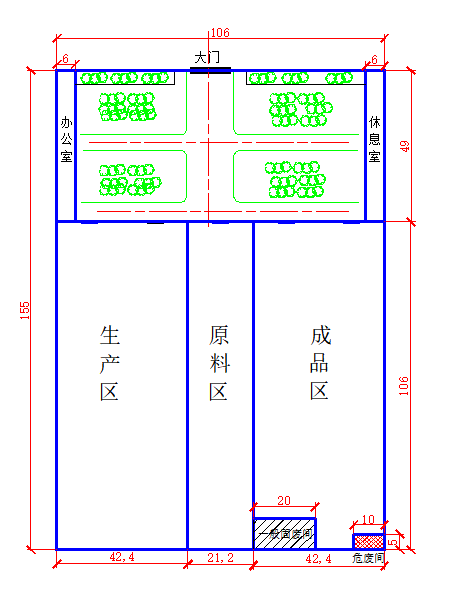 106
大门
6
6
办公室
休息室
49
155
生产区
原料区
成品区
106
20
一般固废间
10
5
42,4
21,2
42,4
危废间